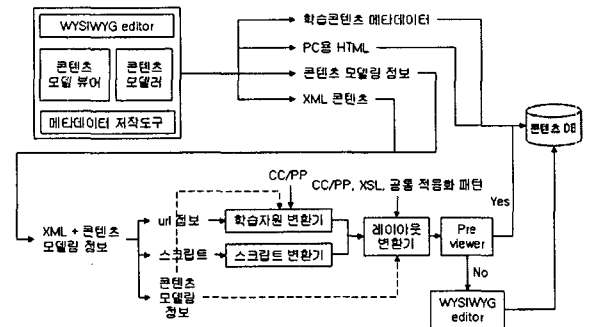 WYSIWYG editor
콘텐츠
모델 뷰어
콘텐츠
모델러
메타데이터 저작도구
학습콘텐츠 메타데이터
PC용 HTML
콘텐츠 모델링 정보
XML 콘텐츠
콘텐츠 DB
CC/PP
CC/PP, XSL, 공통 적응화 패턴
Yes
XML + 콘텐츠
모델링 정보
url 정보
학습자원 변환기
스크립트
스크립트 변환기
콘텐츠
모델링
정보
레이아웃
변환기
Pre
viewer
No
WYSIWYG
editor